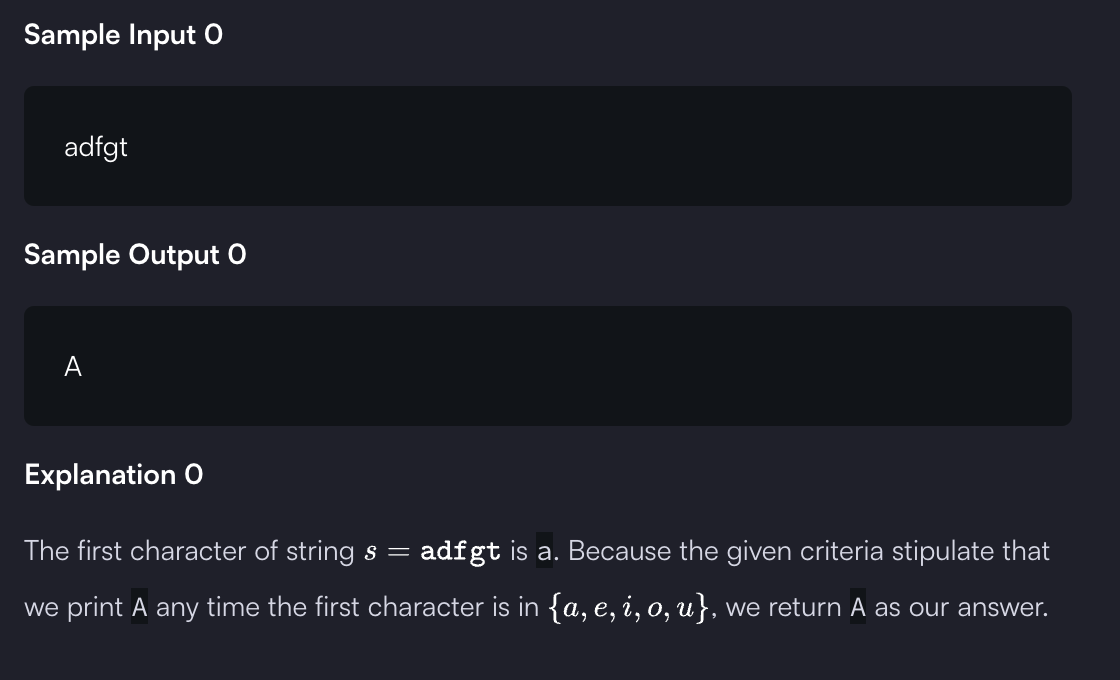 Sample Input 0
adfgt
Sample Output 0
A
Explanation 0
The first character of string s = adfgt is a. Because the given criteria stipulate that
we print A any time the first character is in {a, e, i, o, u}, we return A as our answer.